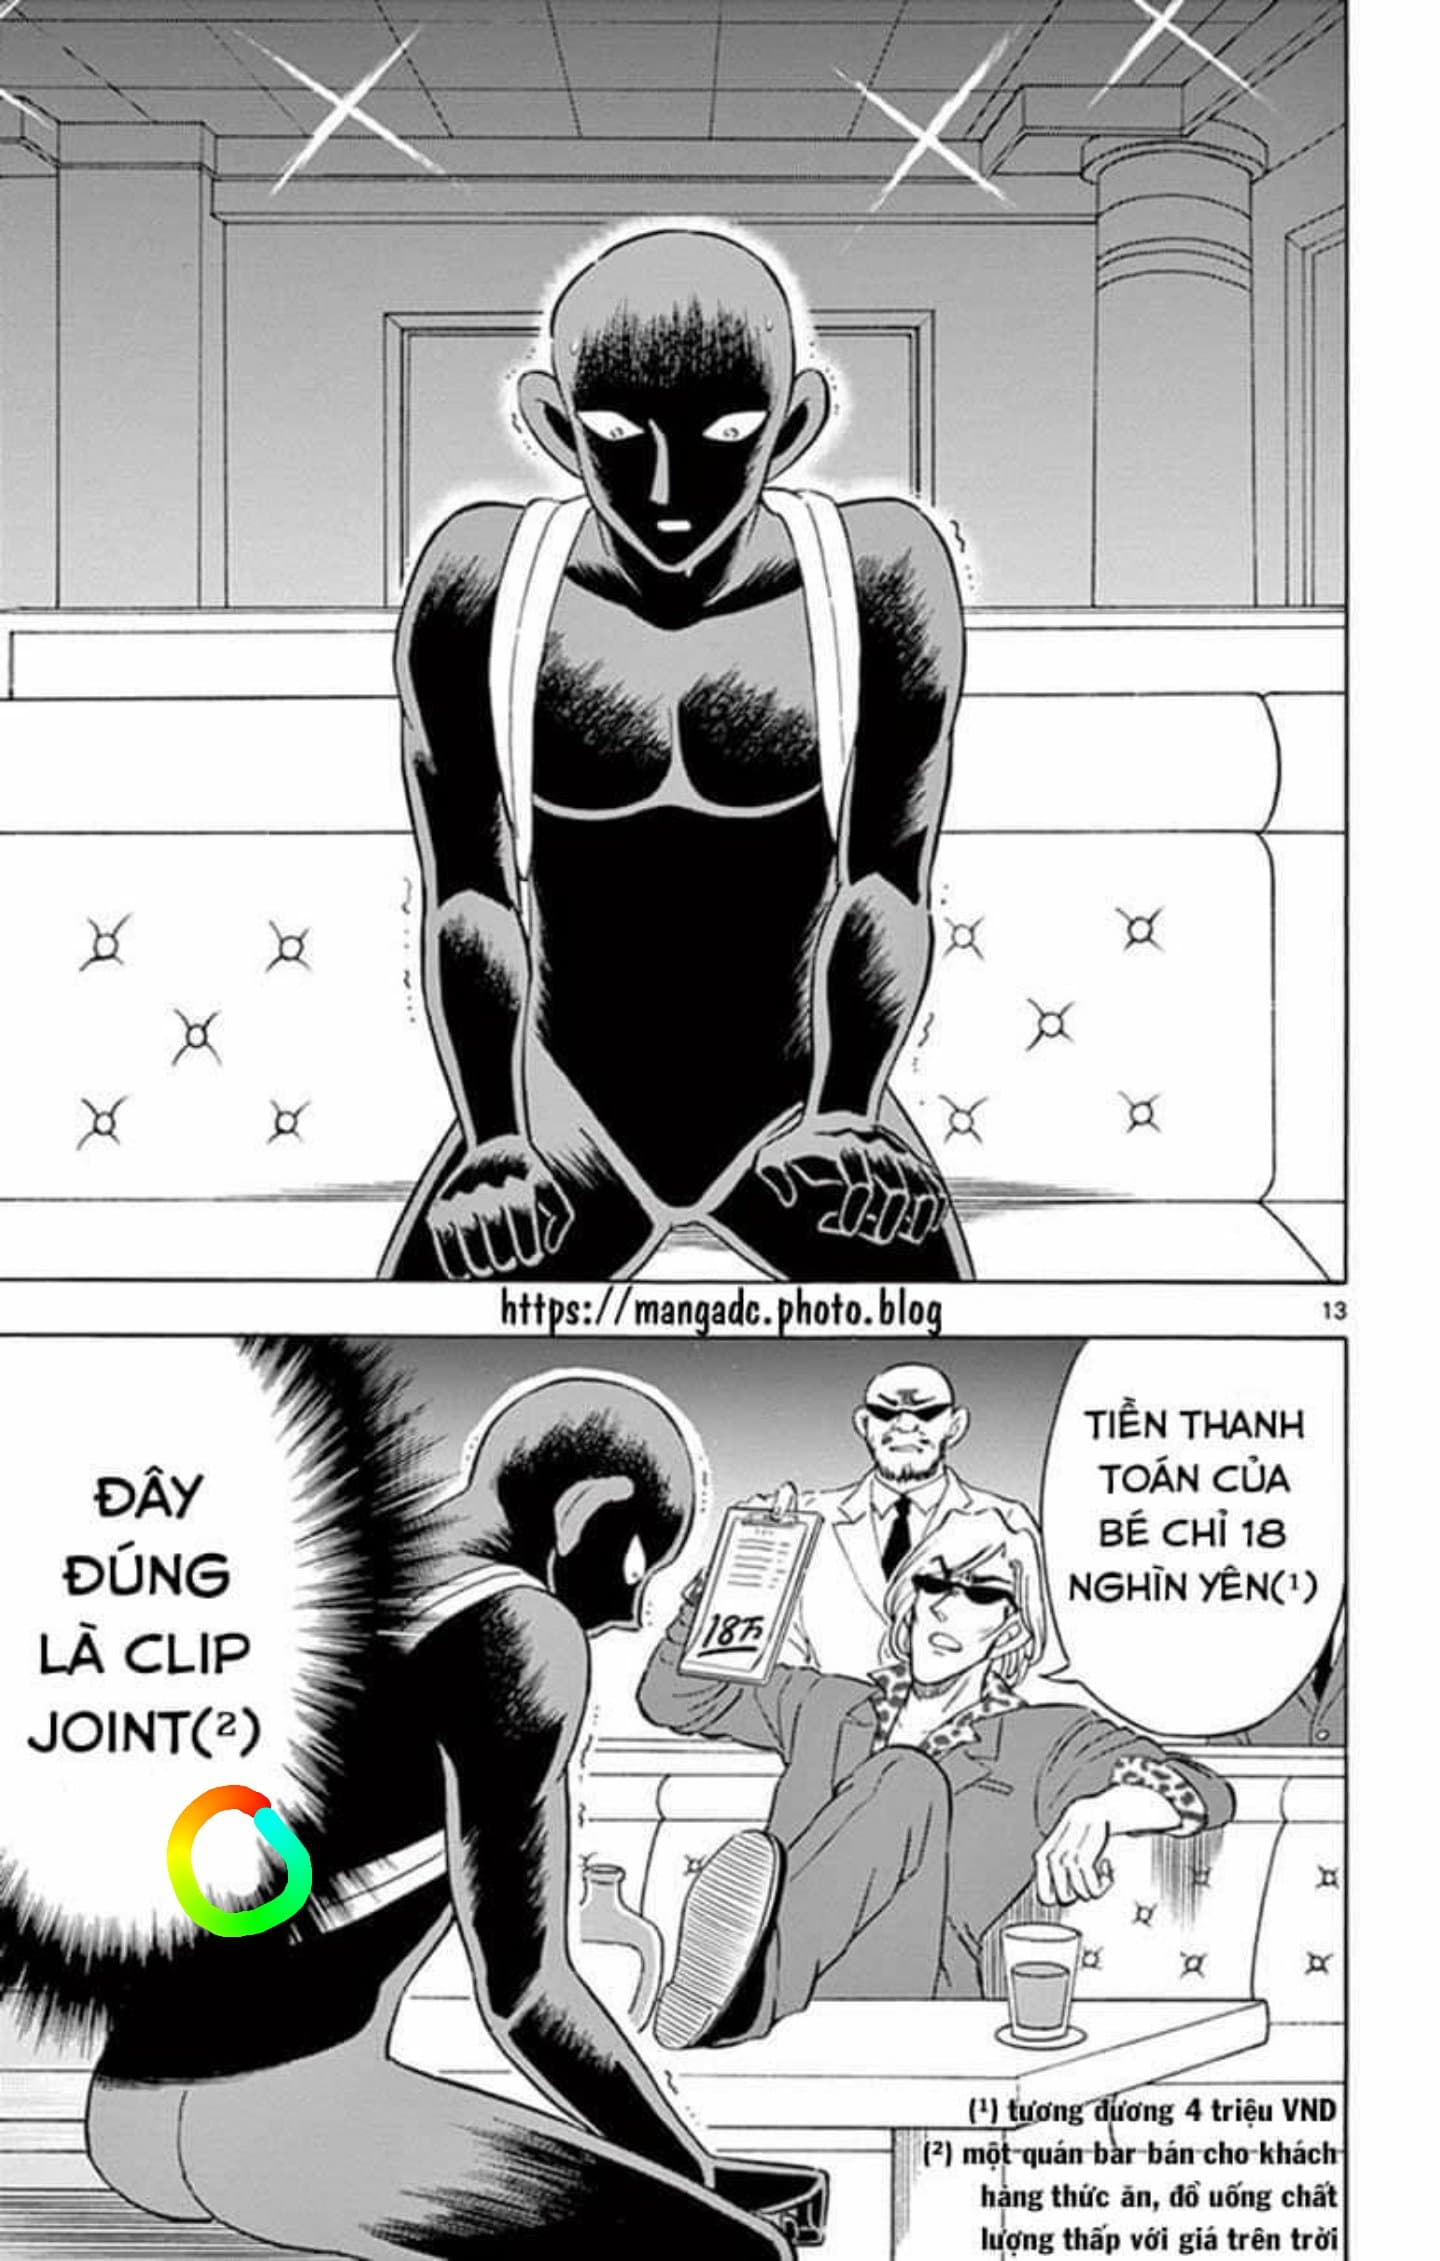 https://mangadc.photo.blog
13
TIỀN THANH
TOÁN CỦA
BÉ CHỈ 18
NGHÌN YÊN(¹)
18万
ĐÂY
ĐÚNG
LÀ CLIP
JOINT(²)
(¹) tương đương 4 triệu VND
(²) một quán bar bán cho khách
hàng thức ăn, đồ uống chất
lượng thấp với giá trên trời